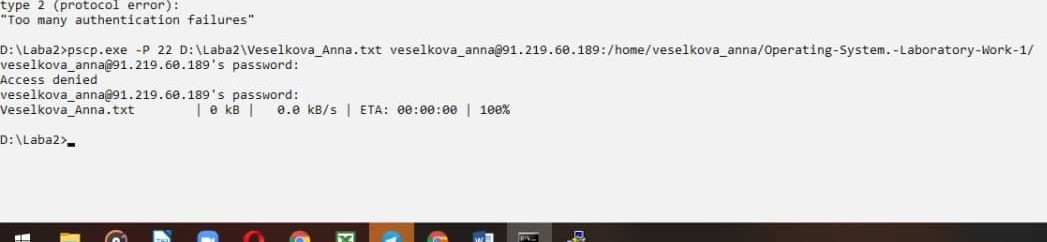 type 2 (protocol error):
"Too many authentication failures"
D:\Laba2>pscp.exe -P 22 D:\Laba2\Veselkova_Anna.txt veselkova_anna@91.219.60.189:/home/veselkova_anna/Operating-System.-Laboratory-Work-1/
veselkova_anna@91.219.60.189's password:
Access denied
veselkova_anna@91.219.60.189's password:
Veselkova_Anna.txt | 0 kB | 0.0 kB/s | ETA: 00:00:00 | 100%
D:\Laba2>